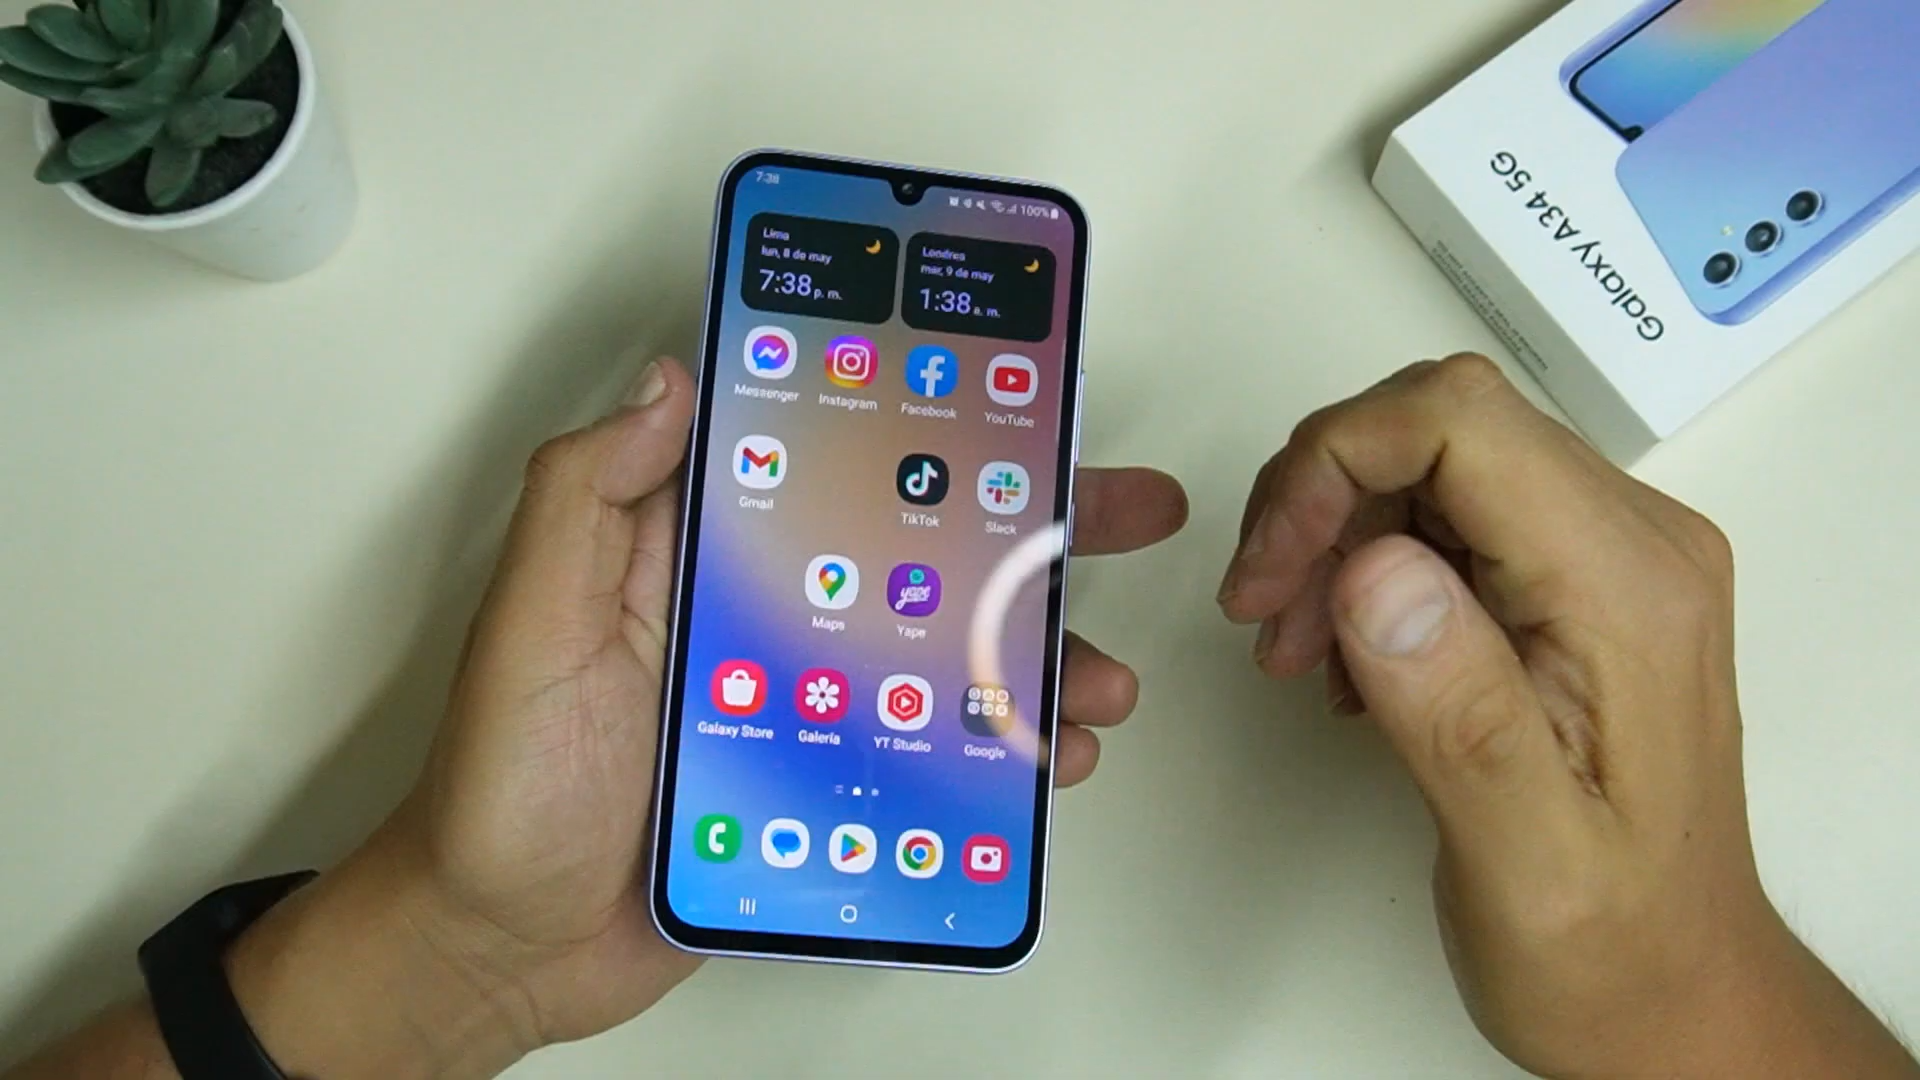 7:38
100%
Lima
lun, 8 de may
7:38 p. m.
Londres
mar, 9 de may
1:38 a. m.
Messenger
Instagram
Facebook
YouTube
Gmail
TikTok
Slack
Maps
yape
Yape
Galaxy Store
Galería
YT Studio
Google
Galaxy A34 5G